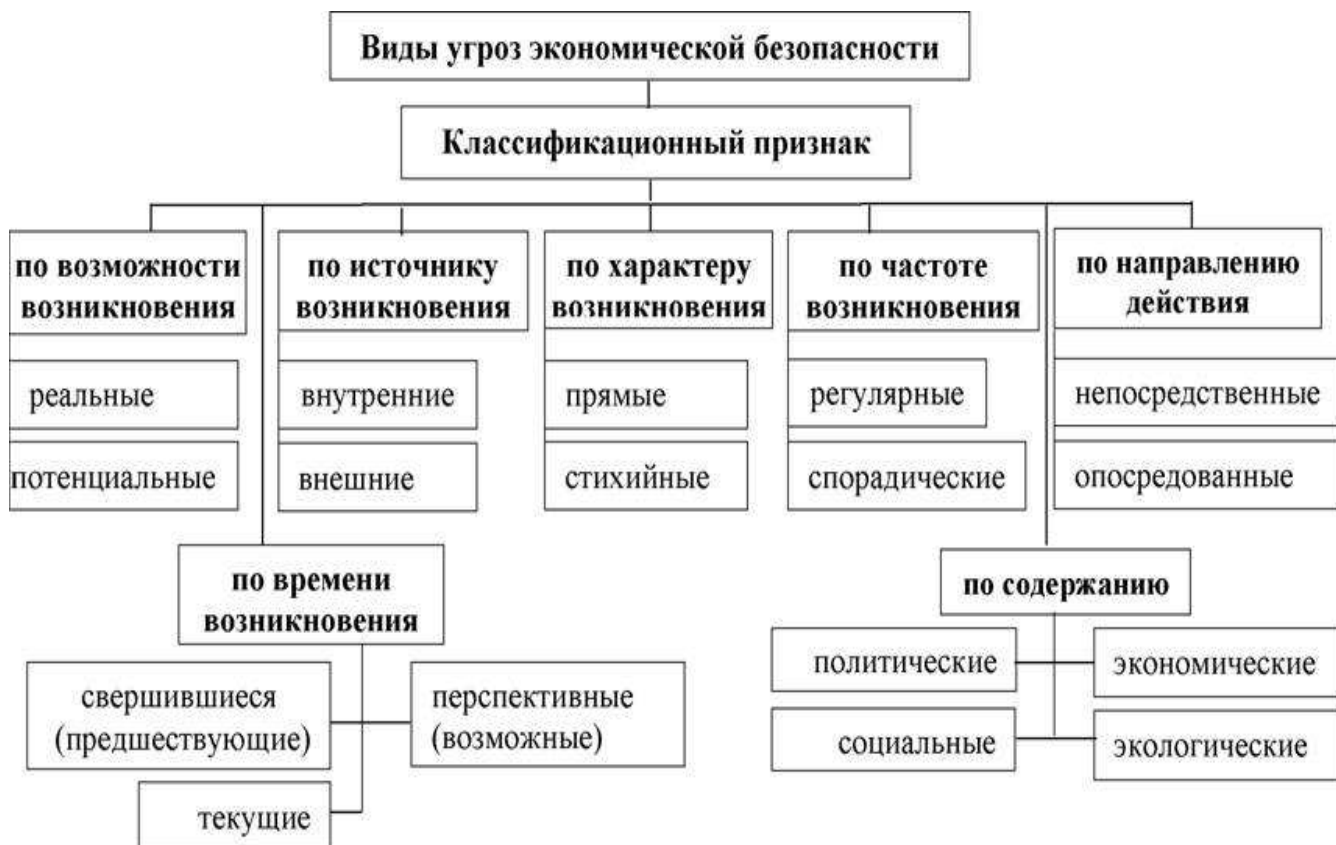 Виды угроз экономической безопасности
Классификационный признак
по возможности
возникновения
реальные
потенциальные
по источнику
возникновения
внутренние
внешние
по характеру
возникновения
прямые
стихийные
по частоте
возникновения
регулярные
спорадические
по направлению
действия
непосредственные
опосредованные
по времени
возникновения
свершившиеся
(предшествующие)
перспективные
(возможные)
текущие
по содержанию
политические
экономические
социальные
экологические